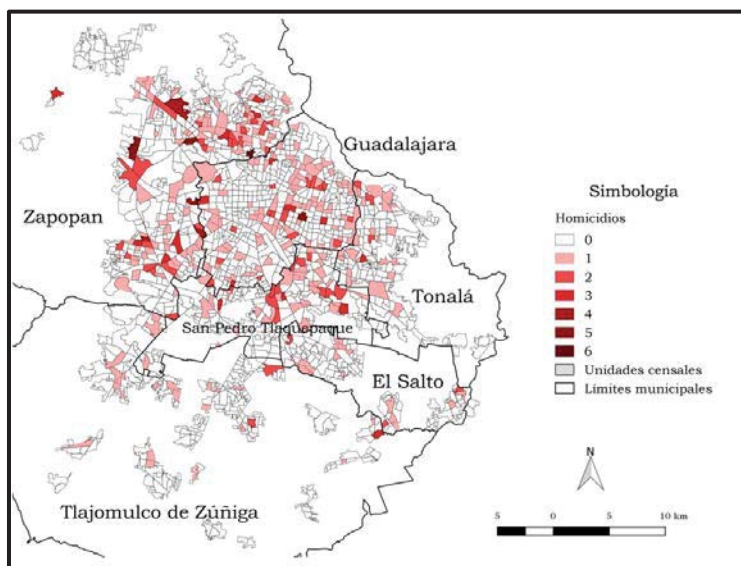 Guadalajara
Zapopan
Tonalá
San Pedro Tlaquepaque
El Salto
Tlajomulco de Zúñiga
Simbología
Homicidios
0
1
2
3
4
5
6
Unidades censales
Límites municipales
N
5 0 5 10 km